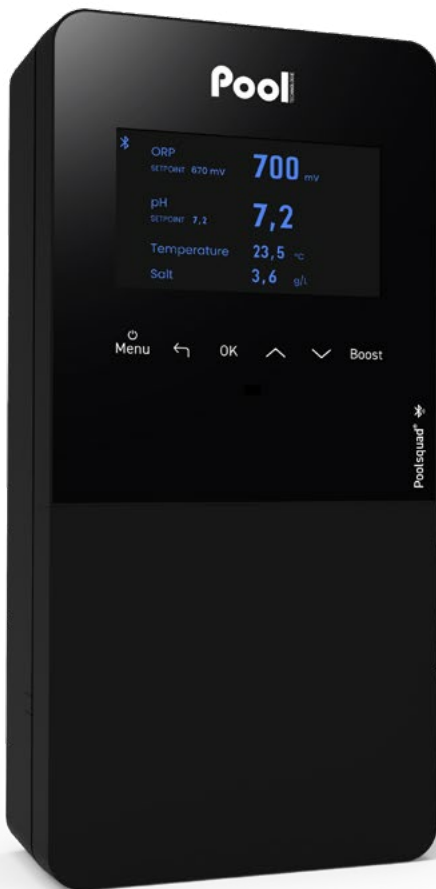 Pool
TECHNOLOGIE
ORP 700 mv
SETPOINT 670 mv
pH 7,2
SETPOINT 7,2
Temperature 23,5 °C
Salt 3,6 g/l
Menu OK Boost
Poolsquad®